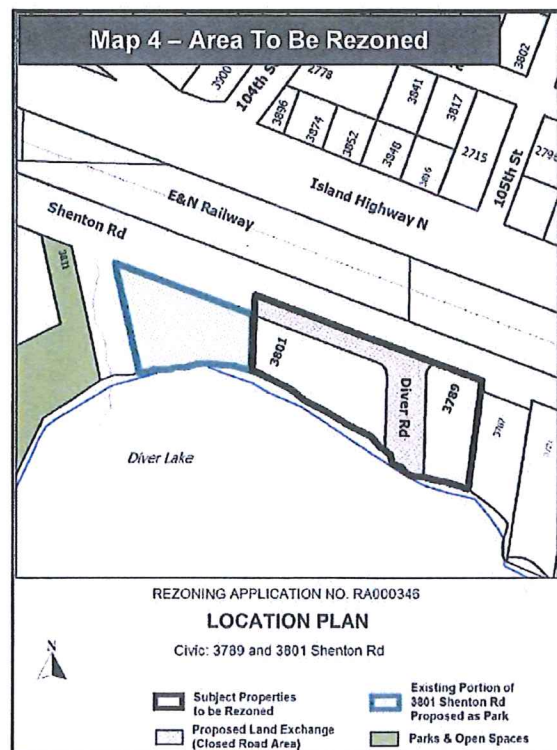 Map 4 – Area To Be Rezoned
3802
3900
104th St
2778
3841
3817
3896
3874
3852
3848
2715
105th St
Island Highway N
E&N Railway
Shenton Rd
3801
Diver Rd
3789
Diver Lake
REZONING APPLICATION NO. RA000346
LOCATION PLAN
Civic: 3789 and 3801 Shenton Rd
N
Subject Properties
to be Rezoned
Existing Portion of
3801 Shenton Rd
Proposed as Park
Proposed Land Exchange
(Closed Road Area)
Parks & Open Spaces